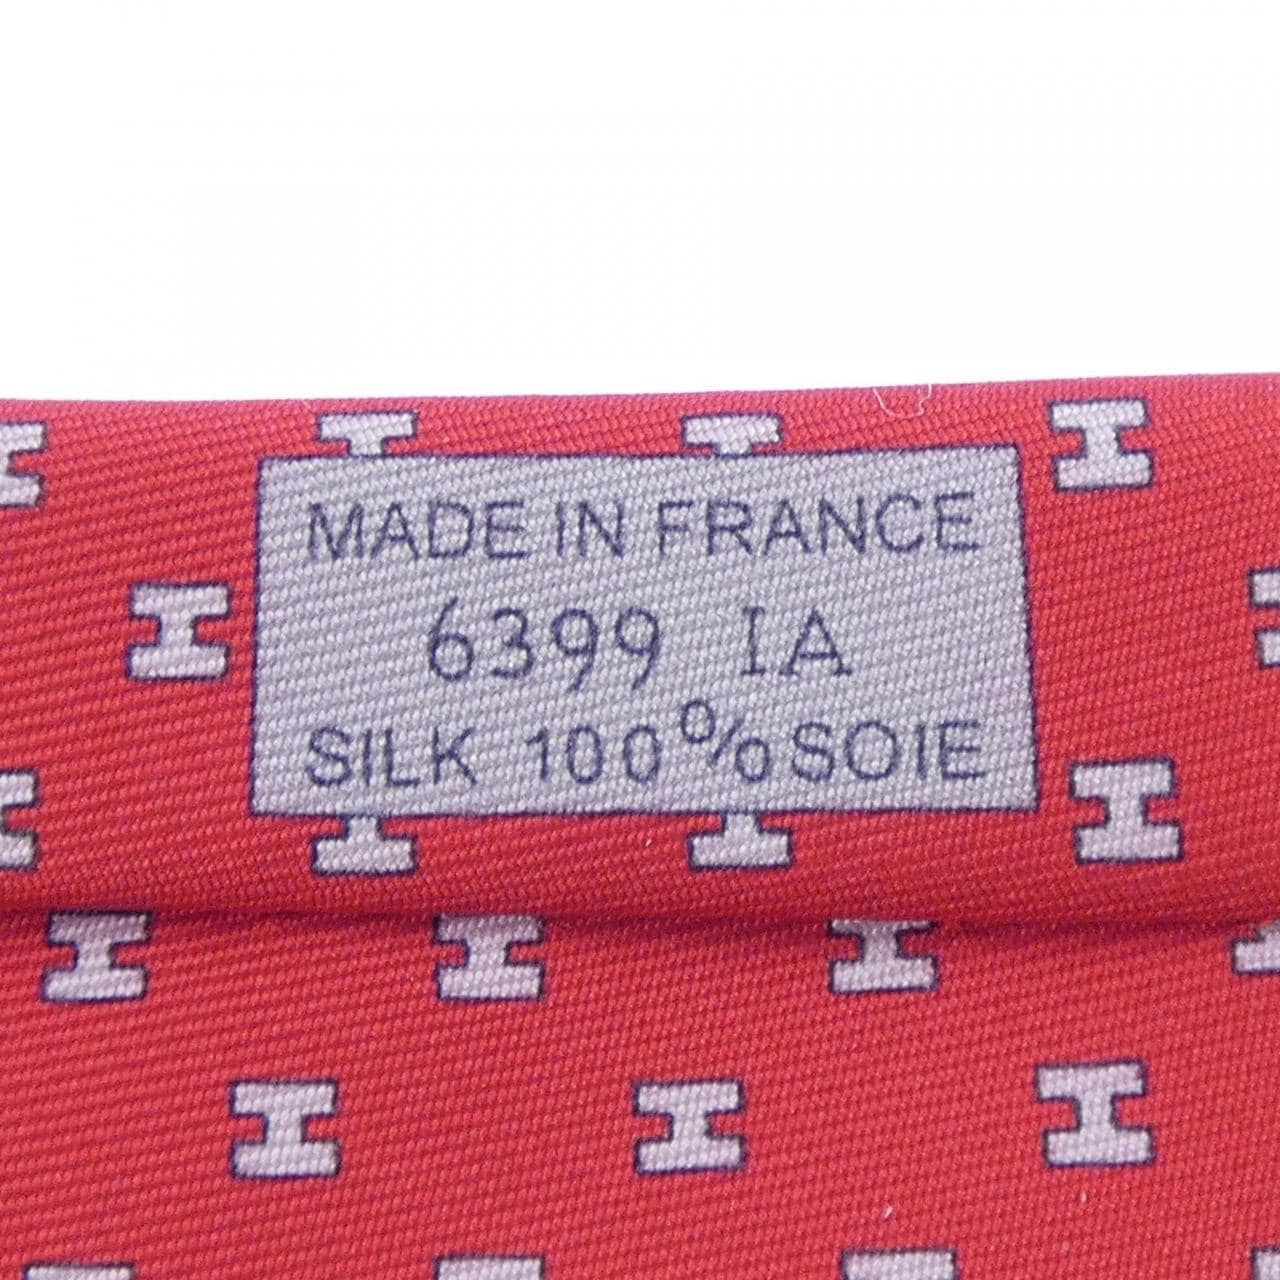 MADE IN FRANCE
6399 IA
SILK 100% SOIE